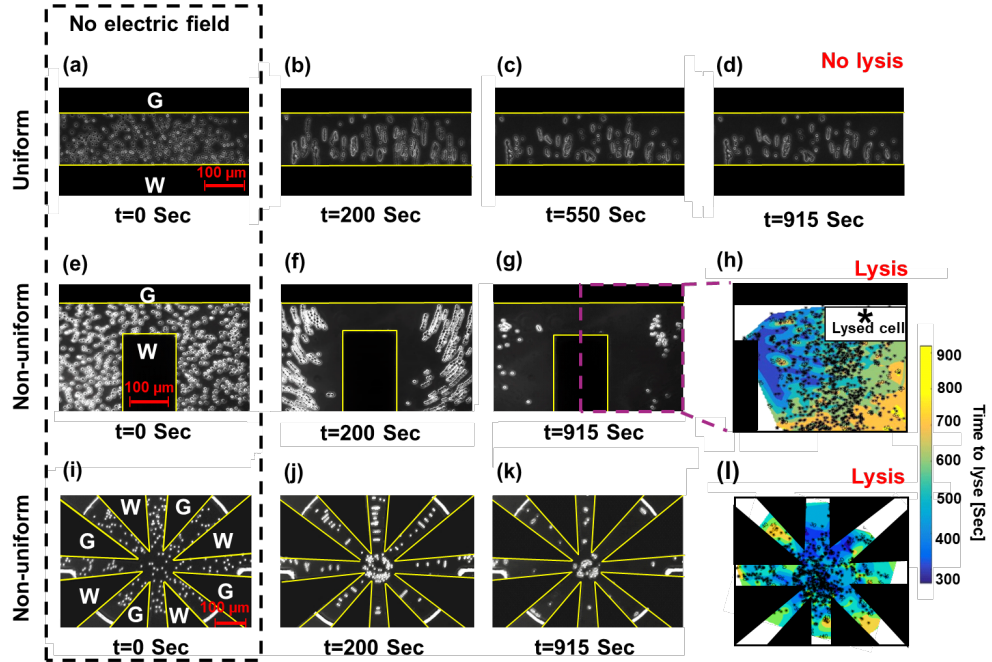 No electric field
(a)
(b)
(c)
(d)
No lysis
Uniform
G
W
100 µm
t=0 Sec
t=200 Sec
t=550 Sec
t=915 Sec
(e)
(f)
(g)
(h)
Lysis
Non-uniform
G
W
100 µm
* Lysed cell
t=0 Sec
t=200 Sec
t=915 Sec
900
800
700
600
500
400
300
Time to lyse [Sec]
(i)
(j)
(k)
(l)
Lysis
Non-uniform
W
G
G
W
W
G
G
W
100 µm
t=0 Sec
t=200 Sec
t=915 Sec